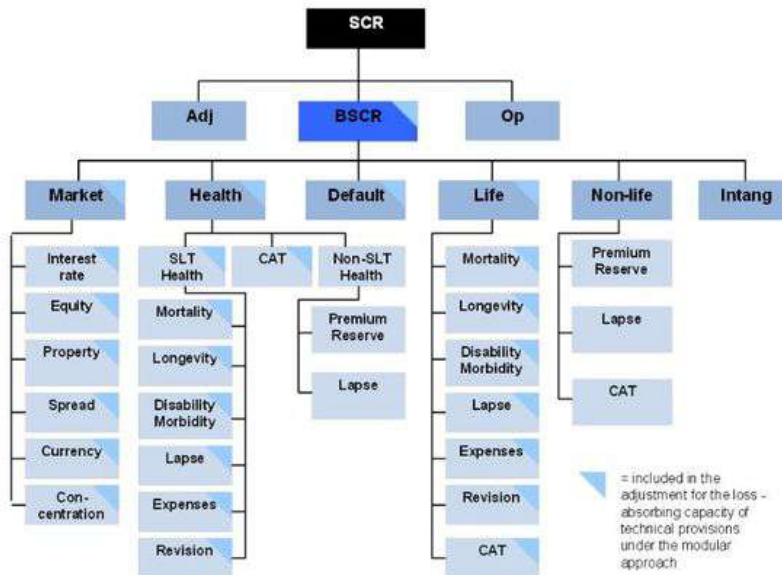 SCR
Adj
BSCR
Op
Market
Health
Default
Life
Non-life
Intang
Interest
rate
Equity
Property
Spread
Currency
Con-
centration
SLT
Health
CAT
Non-SLT
Health
Mortality
Longevity
Disability
Morbidity
Lapse
Expenses
Revision
Premium
Reserve
Lapse
Mortality
Longevity
Disability
Morbidity
Lapse
Expenses
Revision
CAT
Premium
Reserve
Lapse
CAT
= included in the
adjustment for the loss -
absorbing capacity of
technical provisions
under the modular
approach